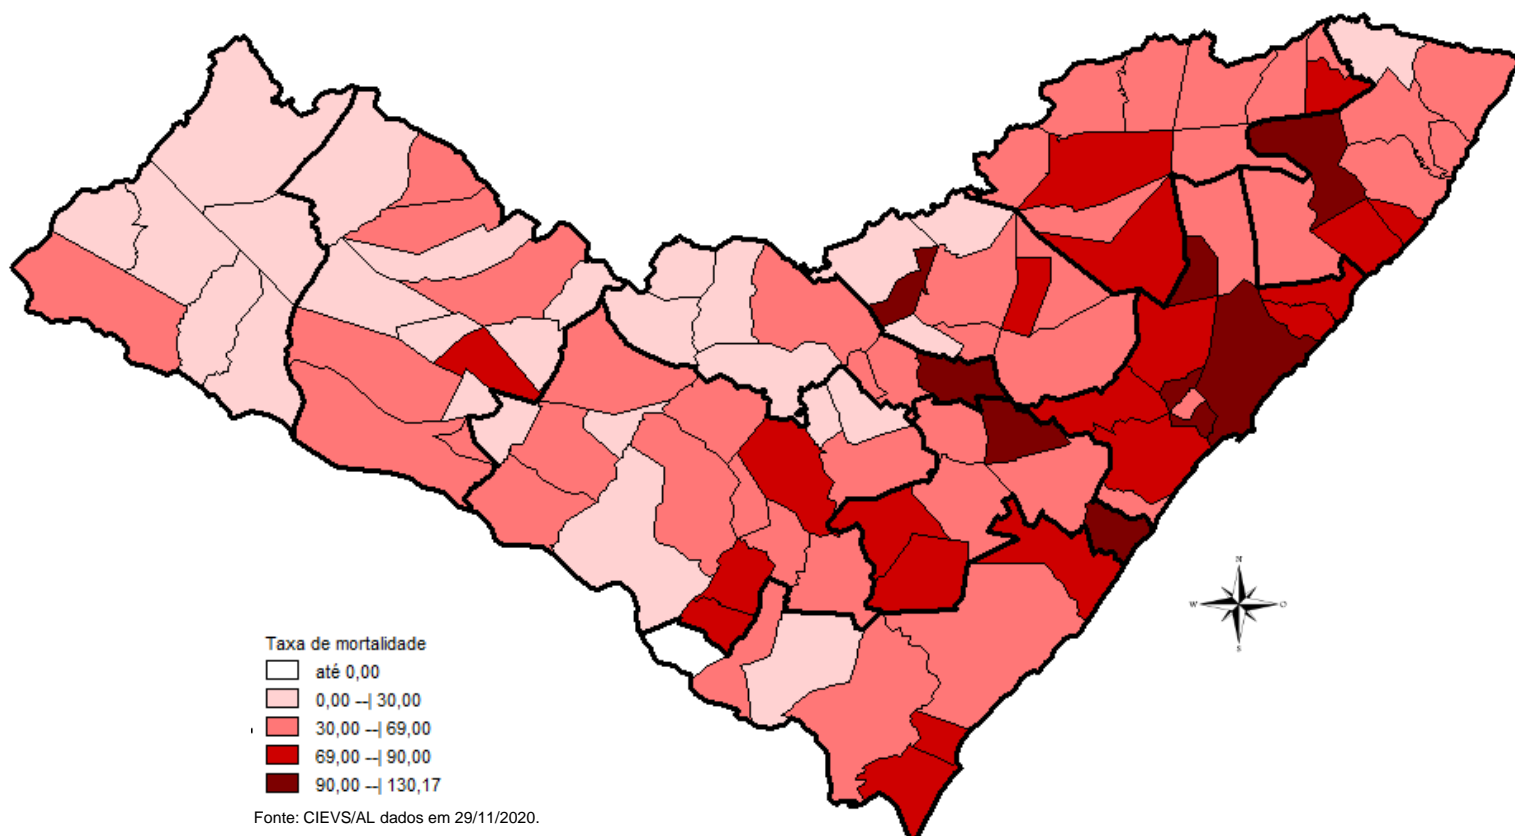 N
W
O
S
Taxa de mortalidade
até 0,00
0,00 --| 30,00
30,00 --| 69,00
69,00 --| 90,00
90,00 --| 130,17
Fonte: CIEVS/AL dados em 29/11/2020.